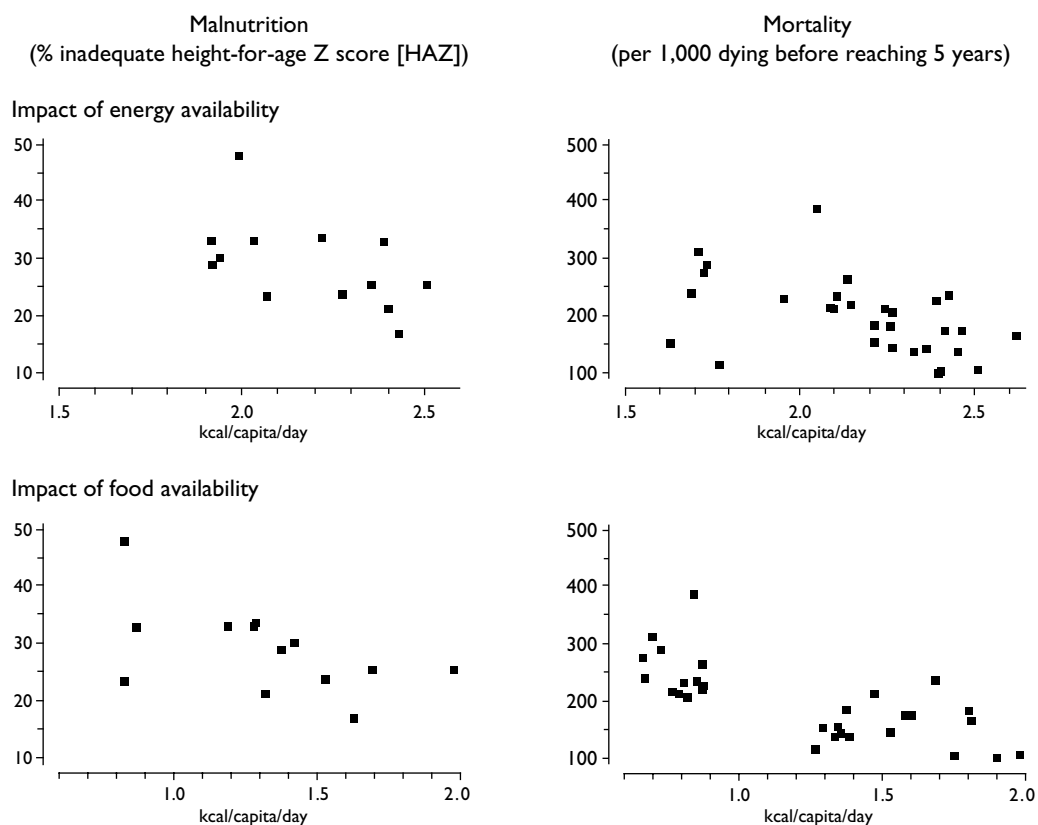 Malnutrition
(% inadequate height-for-age Z score [HAZ])
Mortality
(per 1,000 dying before reaching 5 years)
Impact of energy availability
50
40
30
20
10
1.5 2.0 2.5
kcal/capita/day
500
400
300
200
100
1.5 2.0 2.5
kcal/capita/day
Impact of food availability
50
40
30
20
10
1.0 1.5 2.0
kcal/capita/day
500
400
300
200
100
1.0 1.5 2.0
kcal/capita/day